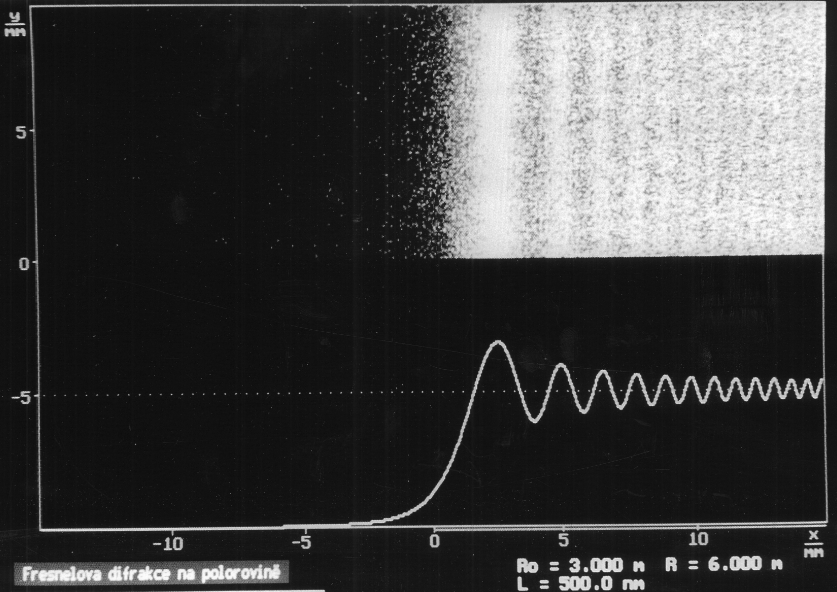 y
mm
5
0
-5
-10 -5 0 5 10 x
mm
Fresnelova difrakce na polorovině
Ro = 3.000 m R = 6.000 m
L = 500.0 nm